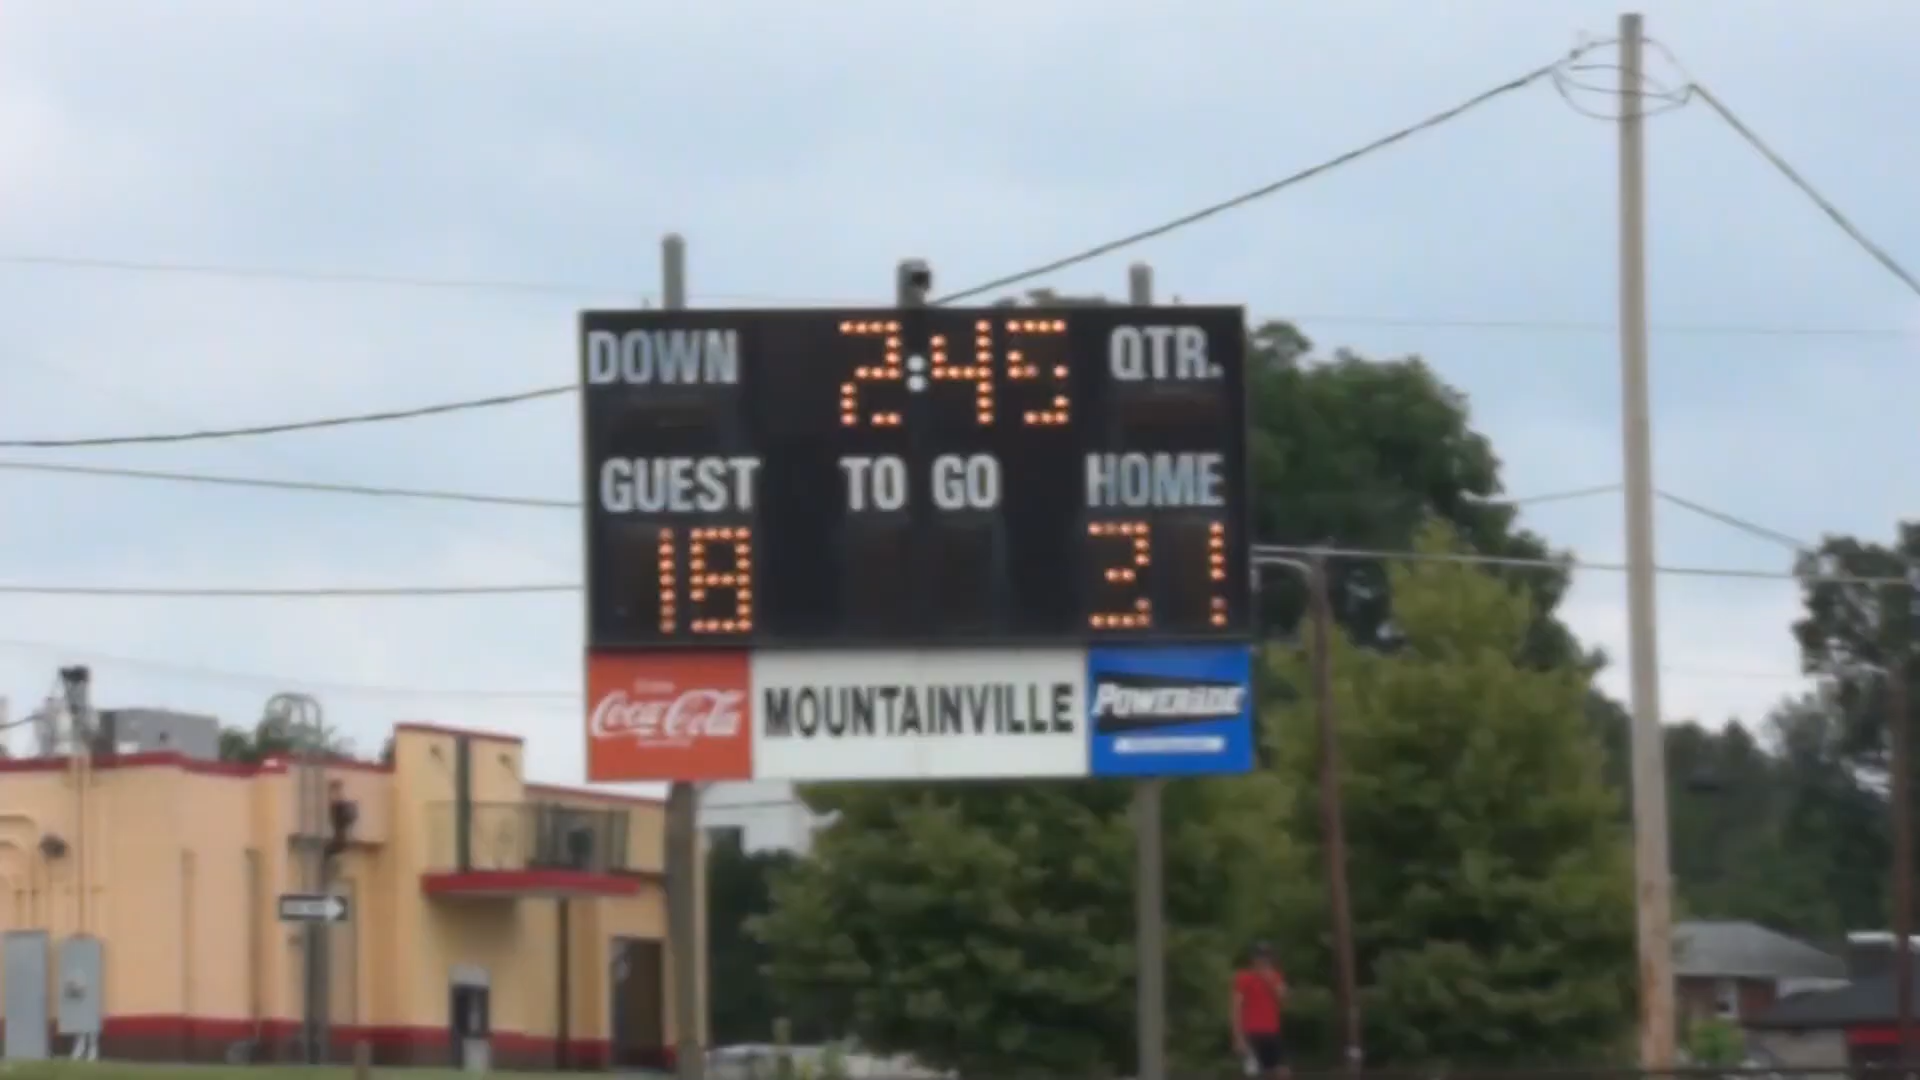 DOWN 2:45 QTR.
GUEST TO GO HOME
18 21
Coca-Cola MOUNTAINVILLE POWERADE